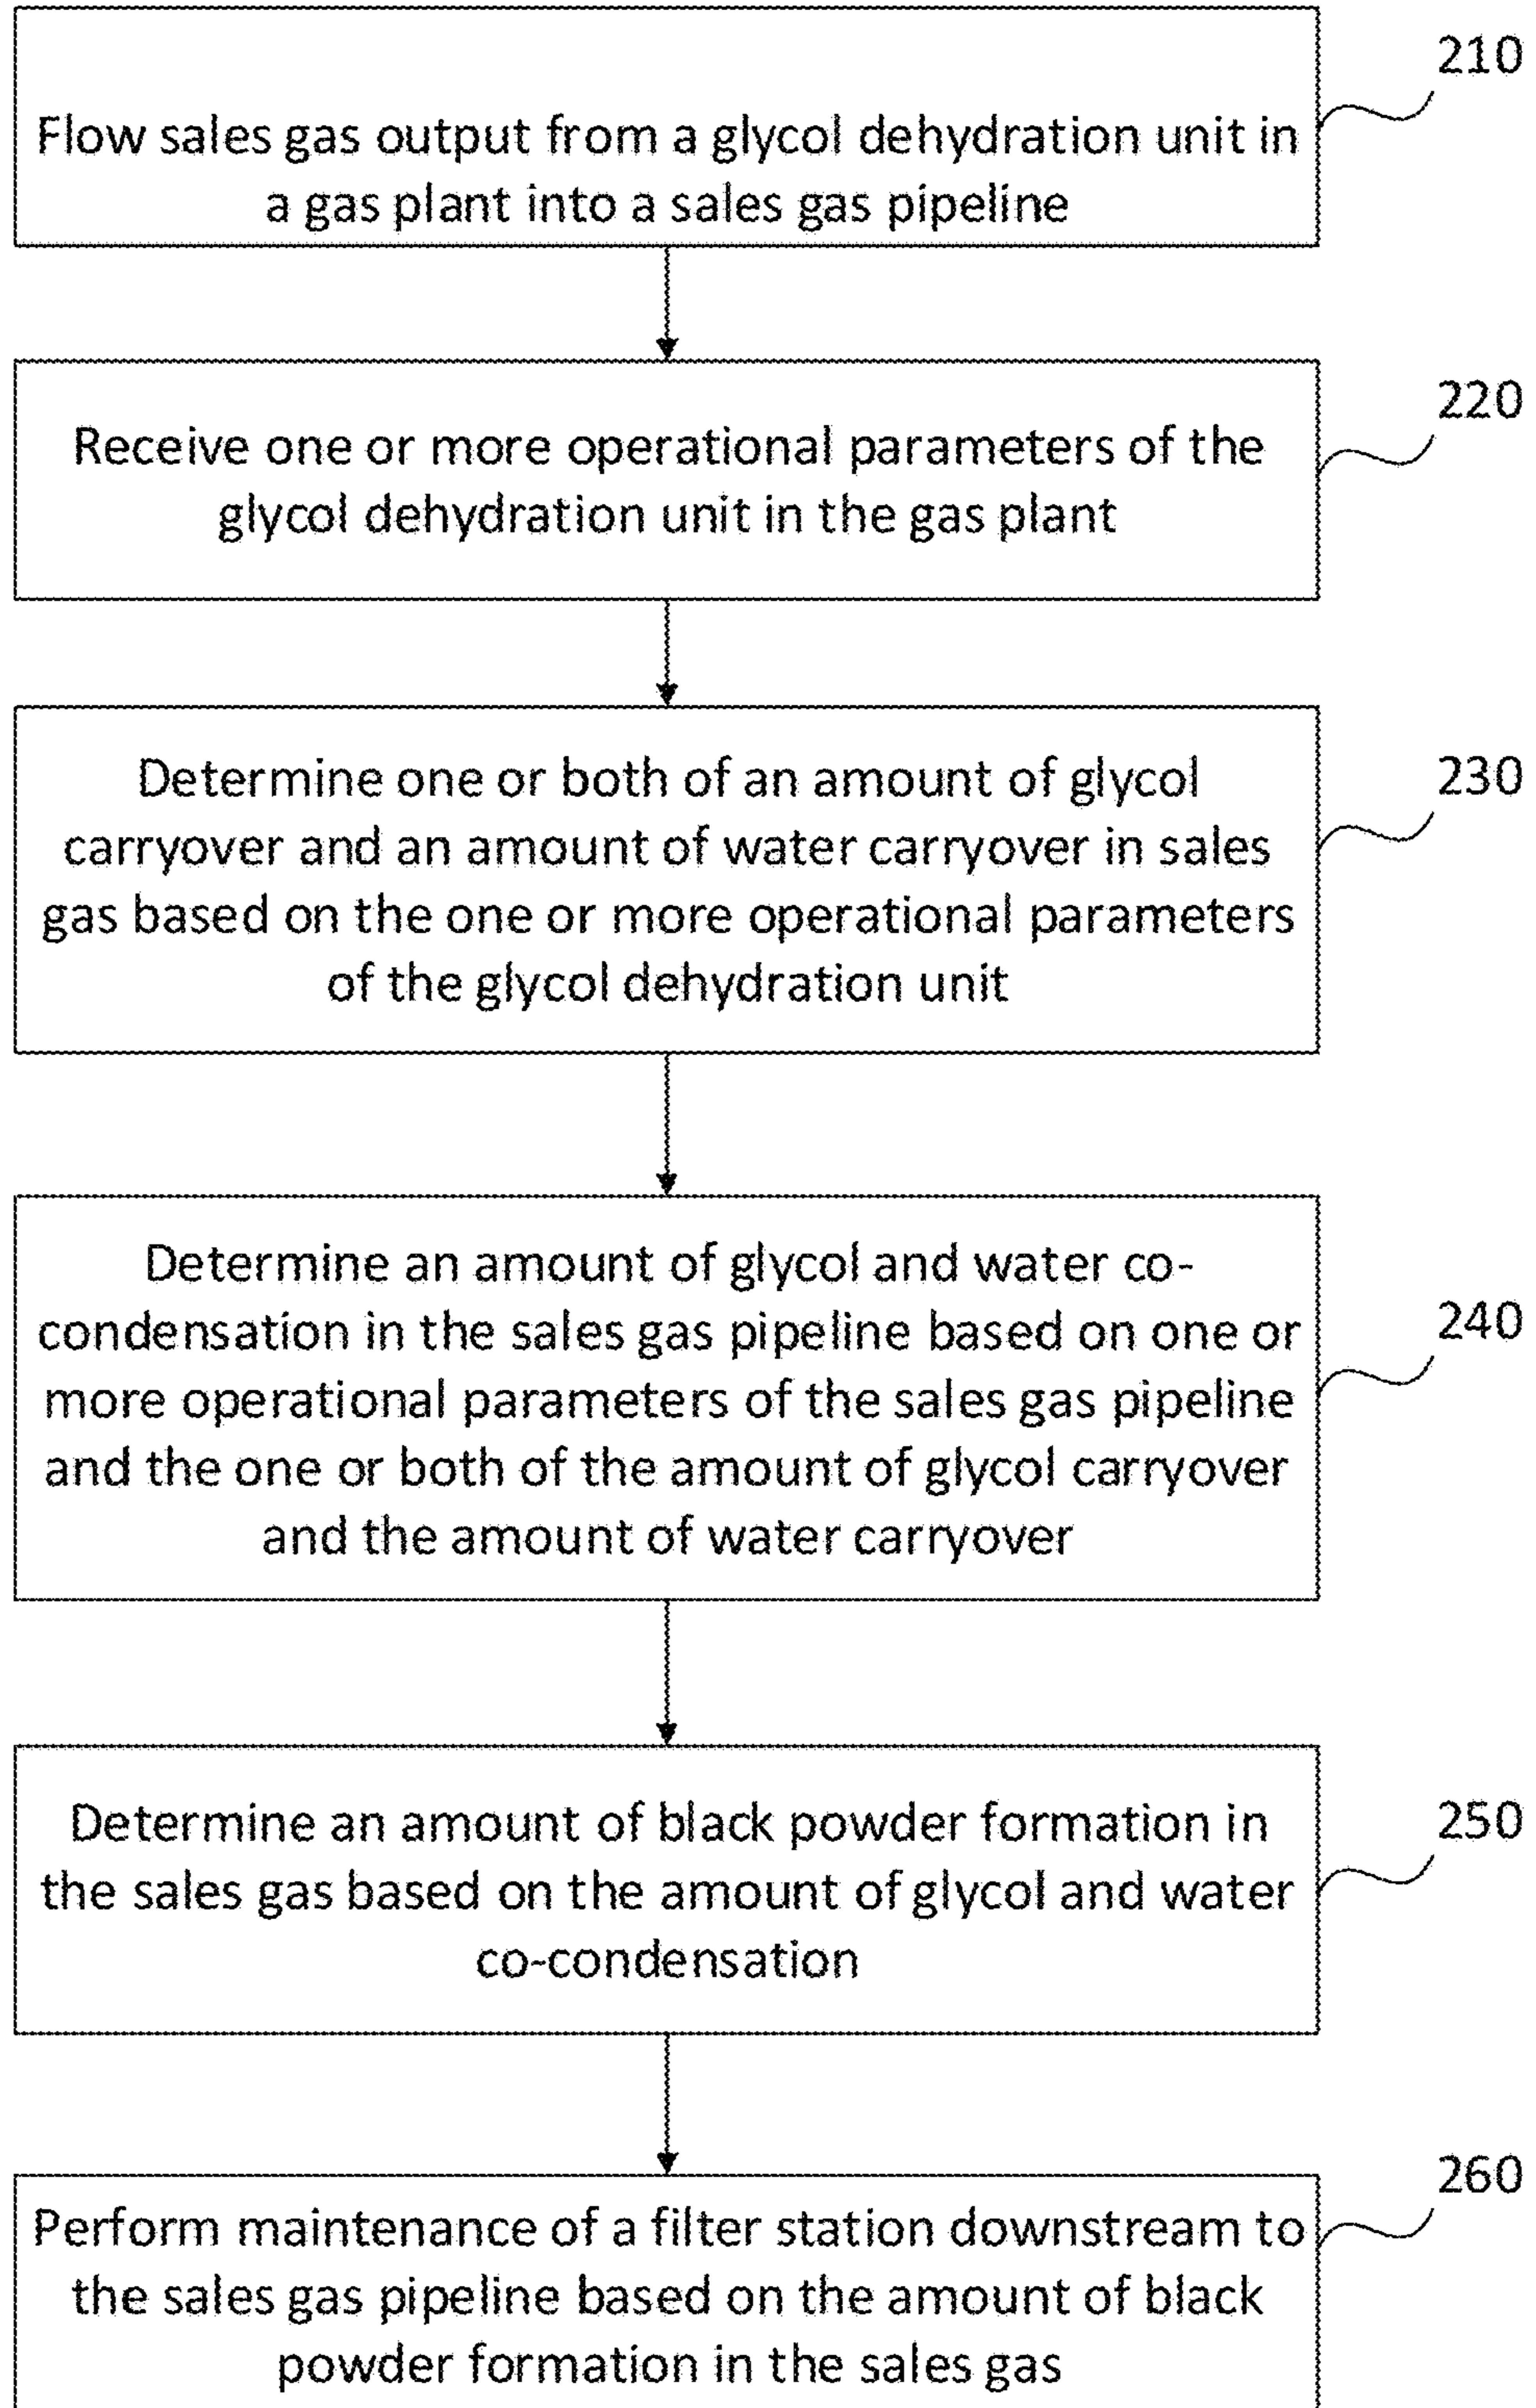 210
Flow sales gas output from a glycol dehydration unit in
a gas plant into a sales gas pipeline
220
Receive one or more operational parameters of the
glycol dehydration unit in the gas plant
230
Determine one or both of an amount of glycol
carryover and an amount of water carryover in sales
gas based on the one or more operational parameters
of the glycol dehydration unit
240
Determine an amount of glycol and water co-
condensation in the sales gas pipeline based on one or
more operational parameters of the sales gas pipeline
and the one or both of the amount of glycol carryover
and the amount of water carryover
250
Determine an amount of black powder formation in
the sales gas based on the amount of glycol and water
co-condensation
260
Perform maintenance of a filter station downstream to
the sales gas pipeline based on the amount of black
powder formation in the sales gas